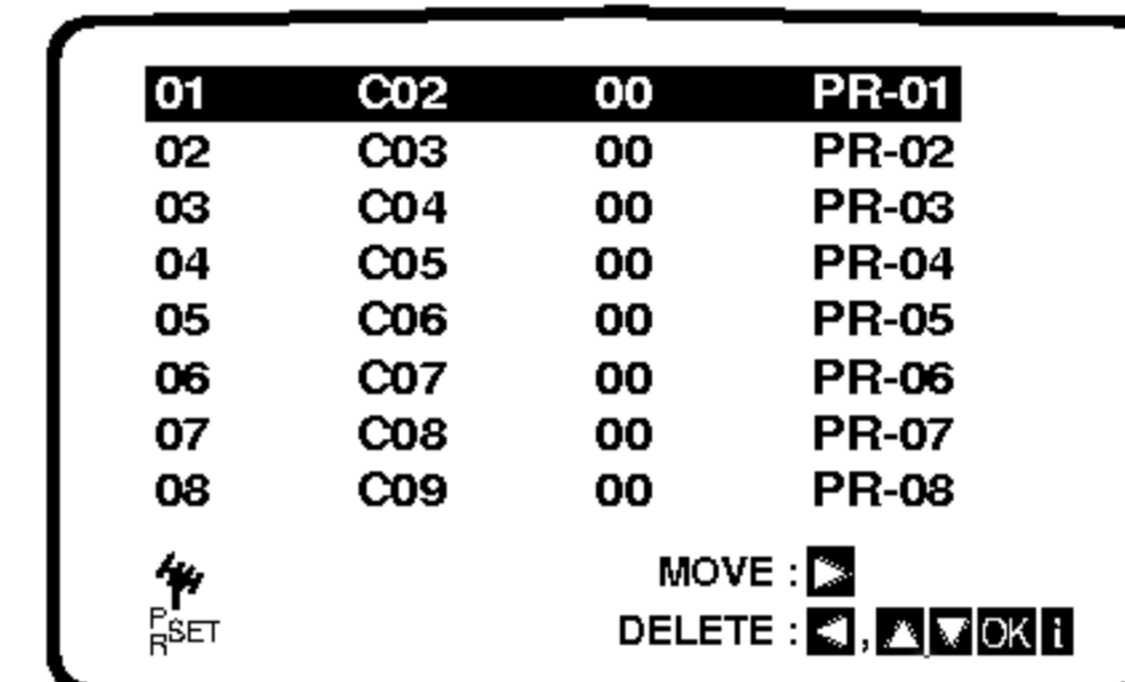 01 C02 00 PR-01
02 C03 00 PR-02
03 C04 00 PR-03
04 C05 00 PR-04
05 C06 00 PR-05
06 C07 00 PR-06
07 C08 00 PR-07
08 C09 00 PR-08
MOVE : ▷
PR SET DELETE : ◁ , △ ▽ OK i